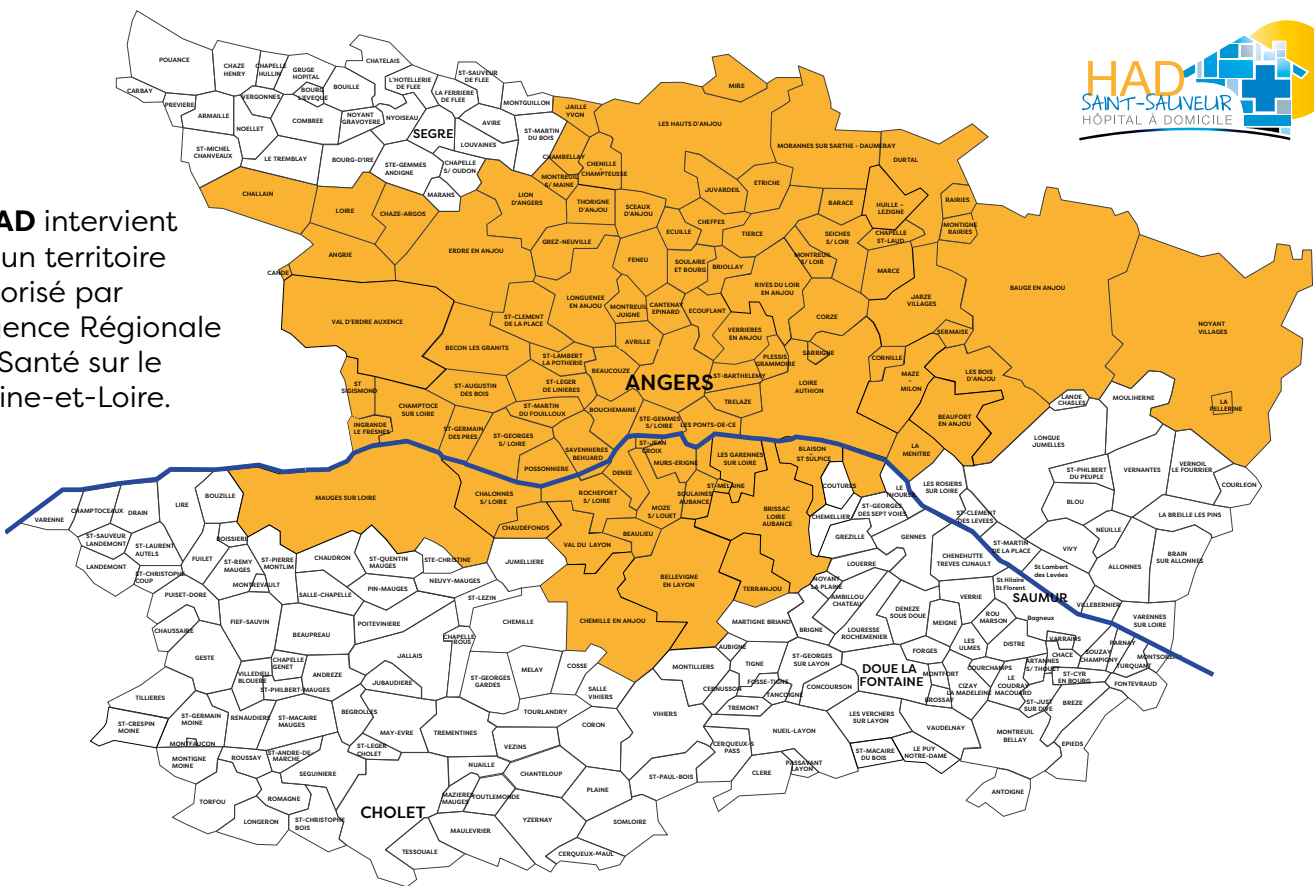 HAD
SAINT-SAUVEUR
HÔPITAL À DOMICILE
AD intervient
un territoire
orisé par
gence Régionale
Santé sur le
ine-et-Loire.
POUANCE
CHAZE
HENRY
CHAPELLE
HULLIN
GRUGE
HOPITAL
BOURG
L'EVEQUE
BOUILLE
CHATELAIS
L'HOTELLERIE
DE FLEE
ST-SAUVEUR
DE FLEE
LA FERRIERE
DE FLEE
MONTGUILLON
CARBAY
PREVIERE
ARMAILLE
VERGONNES
NOELLET
COMBREE
NOYANT
GRAVOYERE
NYOISEAU
SEGRE
AVIRE
LOUVAINES
ST-MARTIN
DU BOIS
JAILLE
YVON
MIRE
LES HAUTS D'ANJOU
ST-MICHEL
CHANVEAUX
LE TREMBLAY
BOURG-D'IRE
STE-GEMMES
ANDIGNE
CHAPELLE
S/ OUDON
MARANS
CHAMBELLAY
CHENILLE
-
CHAMPTEUSSE
MONTREUIL
S/ MAINE
MORANNES SUR SARTHE - DAUMERAY
DURTAL
CHALLAIN
LOIRE
CHAZE-ARGOS
LION
D'ANGERS
THORIGNE
D'ANJOU
SCEAUX
D'ANJOU
JUVARDEIL
ETRICHE
BARACE
HUILLE -
LEZIGNE
RAIRIES
MONTIGNE
RAIRIES
ANGRIE
ERDRE EN ANJOU
GREZ-NEUVILLE
ECUILLE
CHEFFES
TIERCE
SEICHES
S/ LOIR
CHAPELLE
ST-LAUD
CANDE
FENEU
SOULAIRE
ET BOURG
BRIOLLAY
MONTREUIL
S/ LOIR
MARCE
BAUGE EN ANJOU
VAL D'ERDRE AUXENCE
LONGUENEE
EN ANJOU
ST-CLEMENT
DE LA PLACE
MONTREUIL
JUIGNE
CANTENAY
EPINARD
ECOUFLANT
RIVES DU LOIR
EN ANJOU
CORZE
JARZE
VILLAGES
NOYANT
VILLAGES
BECON LES GRANITS
ST-LAMBERT
LA POTHERIE
AVRILLE
VERRIERES
EN ANJOU
PLESSIS
GRAMMOIRE
SARRIGNE
SERMAISE
CORNILLE
BEAUCOUZE
ANGERS
ST-BARTHELEMY
LOIRE
AUTHION
MAZE
-
MILON
LES BOIS
D'ANJOU
ST
SIGISMOND
ST-AUGUSTIN
DES BOIS
ST-LEGER
DE LINIERES
TRELAZE
LANDE
CHASLES
MOULIHERNE
LA
PELLERINE
CHAMPTOCE
SUR LOIRE
ST-MARTIN
DU FOUILLOUX
BOUCHEMAINE
STE-GEMMES
S/ LOIRE
LES PONTS-DE-CE
BEAUFORT
EN ANJOU
INGRANDE
LE FRESNES
ST-GERMAIN
DES PRES
ST-GEORGES
S/ LOIRE
SAVENNIERES
BEHUARD
POSSONNIERE
ST-JEAN
CROIX
MURS-ERIGNE
LES GARENNES
SUR LOIRE
BLAISON
-
ST SULPICE
LA
MENITRE
LONGUE
JUMELLES
ST-PHILBERT
DU PEUPLE
VERNANTES
VERNOIL
LE FOURRIER
COURLEON
MAUGES SUR LOIRE
CHALONNES
S/ LOIRE
ROCHEFORT
S/ LOIRE
DENEE
MOZE
S/ LOUET
SOULAINES
AUBANCE
ST-MELAINE
BRISSAC
LOIRE
AUBANCE
COUTURES
LE
THOUREIL
LES ROSIERS
SUR LOIRE
BLOU
LA BREILLE LES PINS
BOUZILLE
LIRE
DRAIN
CHAMPTOCEAUX
VARENNE
CHAUDEFONDS
VAL DU LAYON
BEAULIEU
CHEMELLIER
ST-GEORGES
DES SEPT VOIES
ST-CLEMENT
DES LEVEES
NEUILLE
ST-SAUVEUR
LANDEMONT
ST-LAURENT
AUTELS
LANDEMONT
FUILET
BOISSIERE
ST-REMY
MAUGES
ST-PIERRE
MONTLIM
CHAUDRON
ST-QUENTIN
MAUGES
STE-CHRISTINE
JUMELLIERE
GREZILLE
GENNES
ST-MARTIN
DE LA PLACE
VIVY
BRAIN
SUR ALLONNES
ST-CHRISTOPHE
COUP
PUISET-DORE
MONTREVAULT
SALLE-CHAPELLE
PIN-MAUGES
NEUVY-MAUGES
ST-LEZIN
BELLEVIGNE
EN LAYON
TERRANJOU
LOUERRE
CHENEHUTTE
TREVES CUNAULT
St Lambert
des Levées
ALLONNES
St Hilaire
St Florent
NOYANT
LA PLAINE
AMBILLOU
CHATEAU
VERRIE
SAUMUR
VILLEBERNIER
CHAUSSAIRE
FIEF-SAUVIN
BEAUPREAU
POITEVINIERE
CHAPELLE
ROUS
CHEMILLE
CHEMILLE EN ANJOU
MARTIGNE BRIAND
BRIGNE
LOURESSE
ROCHEMENIER
DENEZE
SOUS DOUE
MEIGNE
ROU
MARSON
Bagneux
VARENNES
SUR LOIRE
GESTE
VILLEDIEU
BLOUERE
CHAPELLE
GENET
ANDREZE
JALLAIS
JUBAUDIERE
ST-GEORGES
GARDES
MELAY
COSSE
MONTILLIERS
AUBIGNE
TIGNE
ST-GEORGES
SUR LAYON
DOUE LA
FONTAINE
FORGES
LES
ULMES
DISTRE
VARRAINS
CHACE
PARNAY
SOUZAY
CHAMPIGNY
TURQUANT
MONTSOREAU
ARTANNES
S/ THOUET
MONTFORT
COURCHAMPS
ST-CYR
EN BOURG
FONTEVRAUD
TILLIERES
ST-PHILBERT-MAUGES
SALLE
VIHIERS
CERNUSSON
FOSSE-TIGNE
TANCOIGNE
CONCOURSON
CIZAY
LA MADELEINE
BROSSAY
LE
COUDRAY
MACOUARD
ST-JUST
SUR DIVE
BREZE
ST-CRESPIN
MOINE
ST-GERMAIN
MOINE
RENAUDIERE
ST-MACAIRE
MAUGES
BEGROLLES
MAY-EVRE
TREMENTINES
TOURLANDRY
CORON
VIHIERS
TREMONT
NUEIL-LAYON
LES VERCHERS
SUR LAYON
VAUDELNAY
MONTREUIL
BELLAY
EPIEDS
MONTFAUCON
MONTIGNE
MOINE
ROUSSAY
ST-ANDRE-DE-
MARCHE
ST-LEGER
CHOLET
VEZINS
NUAILLE
CERQUEUX-S
PASS
CLERE
PASSAVANT
LAYON
ST-MACAIRE
DU BOIS
LE PUY
NOTRE-DAME
SEGUINIERE
CHANTELOUP
ST-PAUL-BOIS
PLAINE
ANTOIGNE
TORFOU
ROMAGNE
LONGERON
ST-CHRISTOPHE
BOIS
CHOLET
MAZIERES
MAUGES
TOUTLEMONDE
YZERNAY
SOMLOIRE
MAULEVRIER
TESSOUALE
CERQUEUX-MAUL